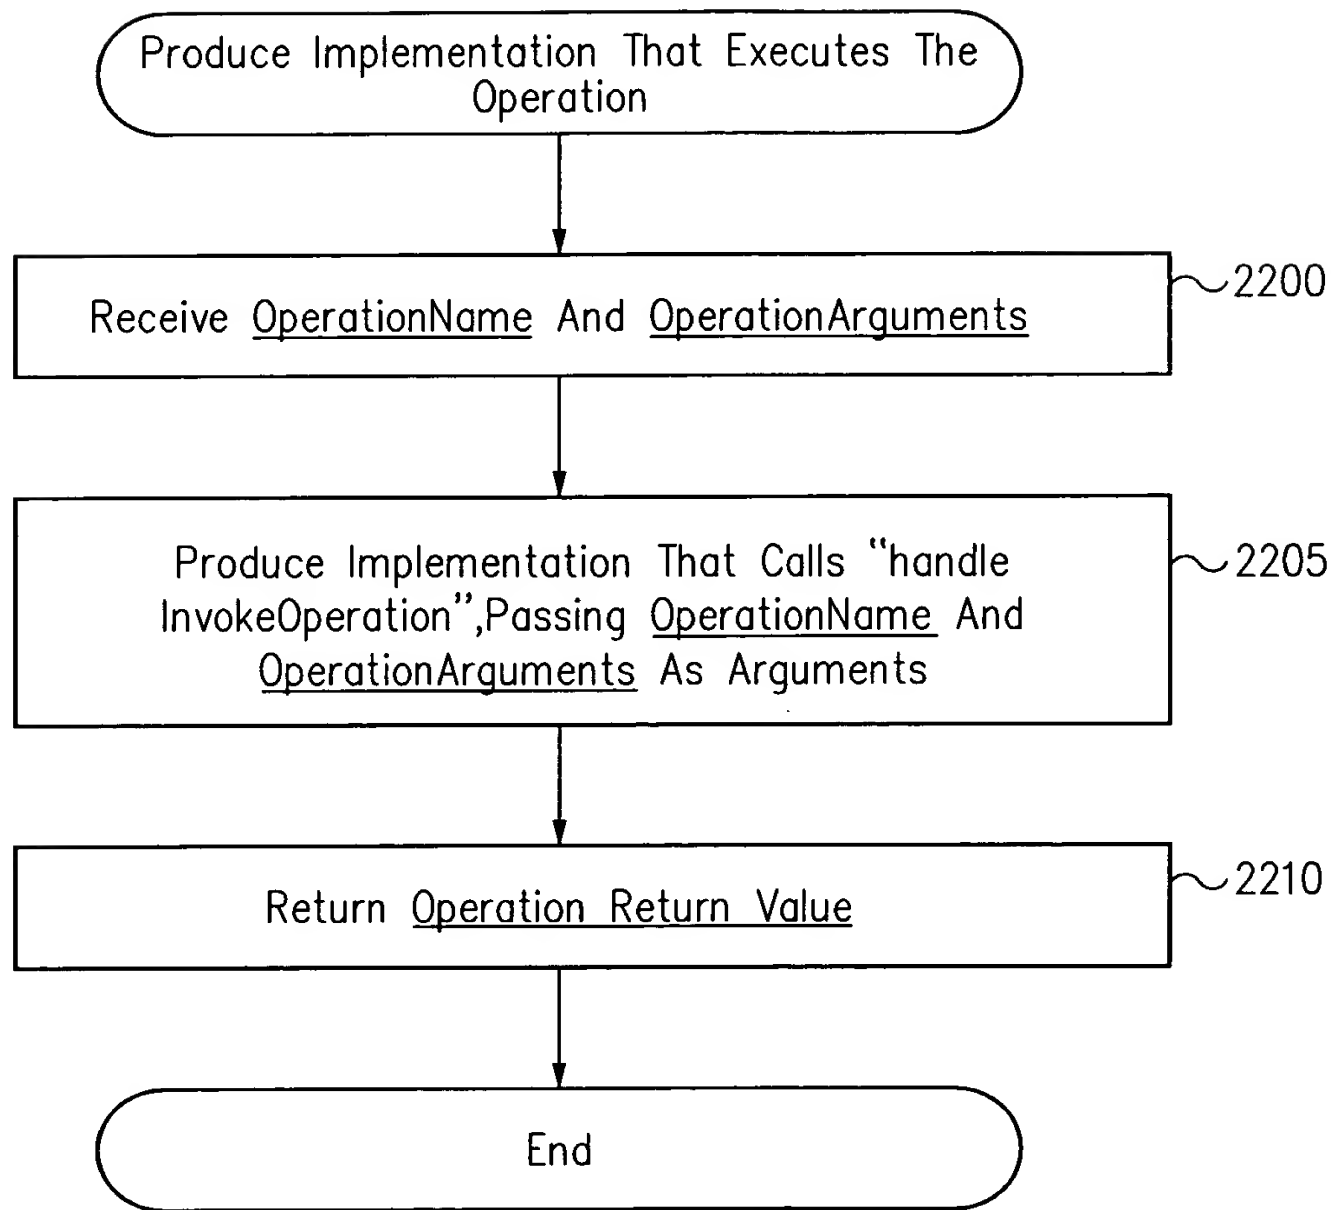 Produce Implementation That Executes The
Operation
Receive OperationName And OperationArguments
2200
Produce Implementation That Calls “handle
InvokeOperation”,Passing OperationName And
OperationArguments As Arguments
2205
Return Operation Return Value
2210
End